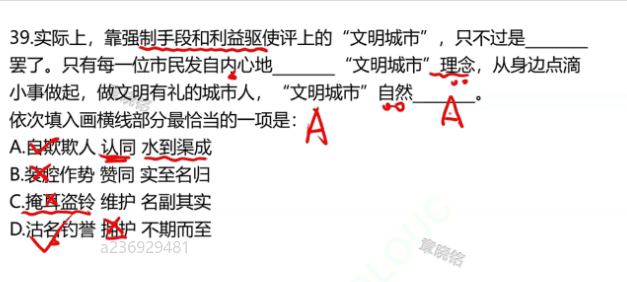 39.实际上，靠强制手段和利益驱使评上的“文明城市”，只不过是_______
罢了。只有每一位市民发自内心地_______“文明城市”理念，从身边点滴
小事做起，做文明有礼的城市人，“文明城市”自然_______。
依次填入画横线部分最恰当的一项是：
A
A
A.自欺欺人 认同 水到渠成
B.装腔作势 赞同 实至名归
C.掩耳盗铃 维护 名副其实
D.沽名钓誉 拥护 不期而至
a236929481
章晓铭